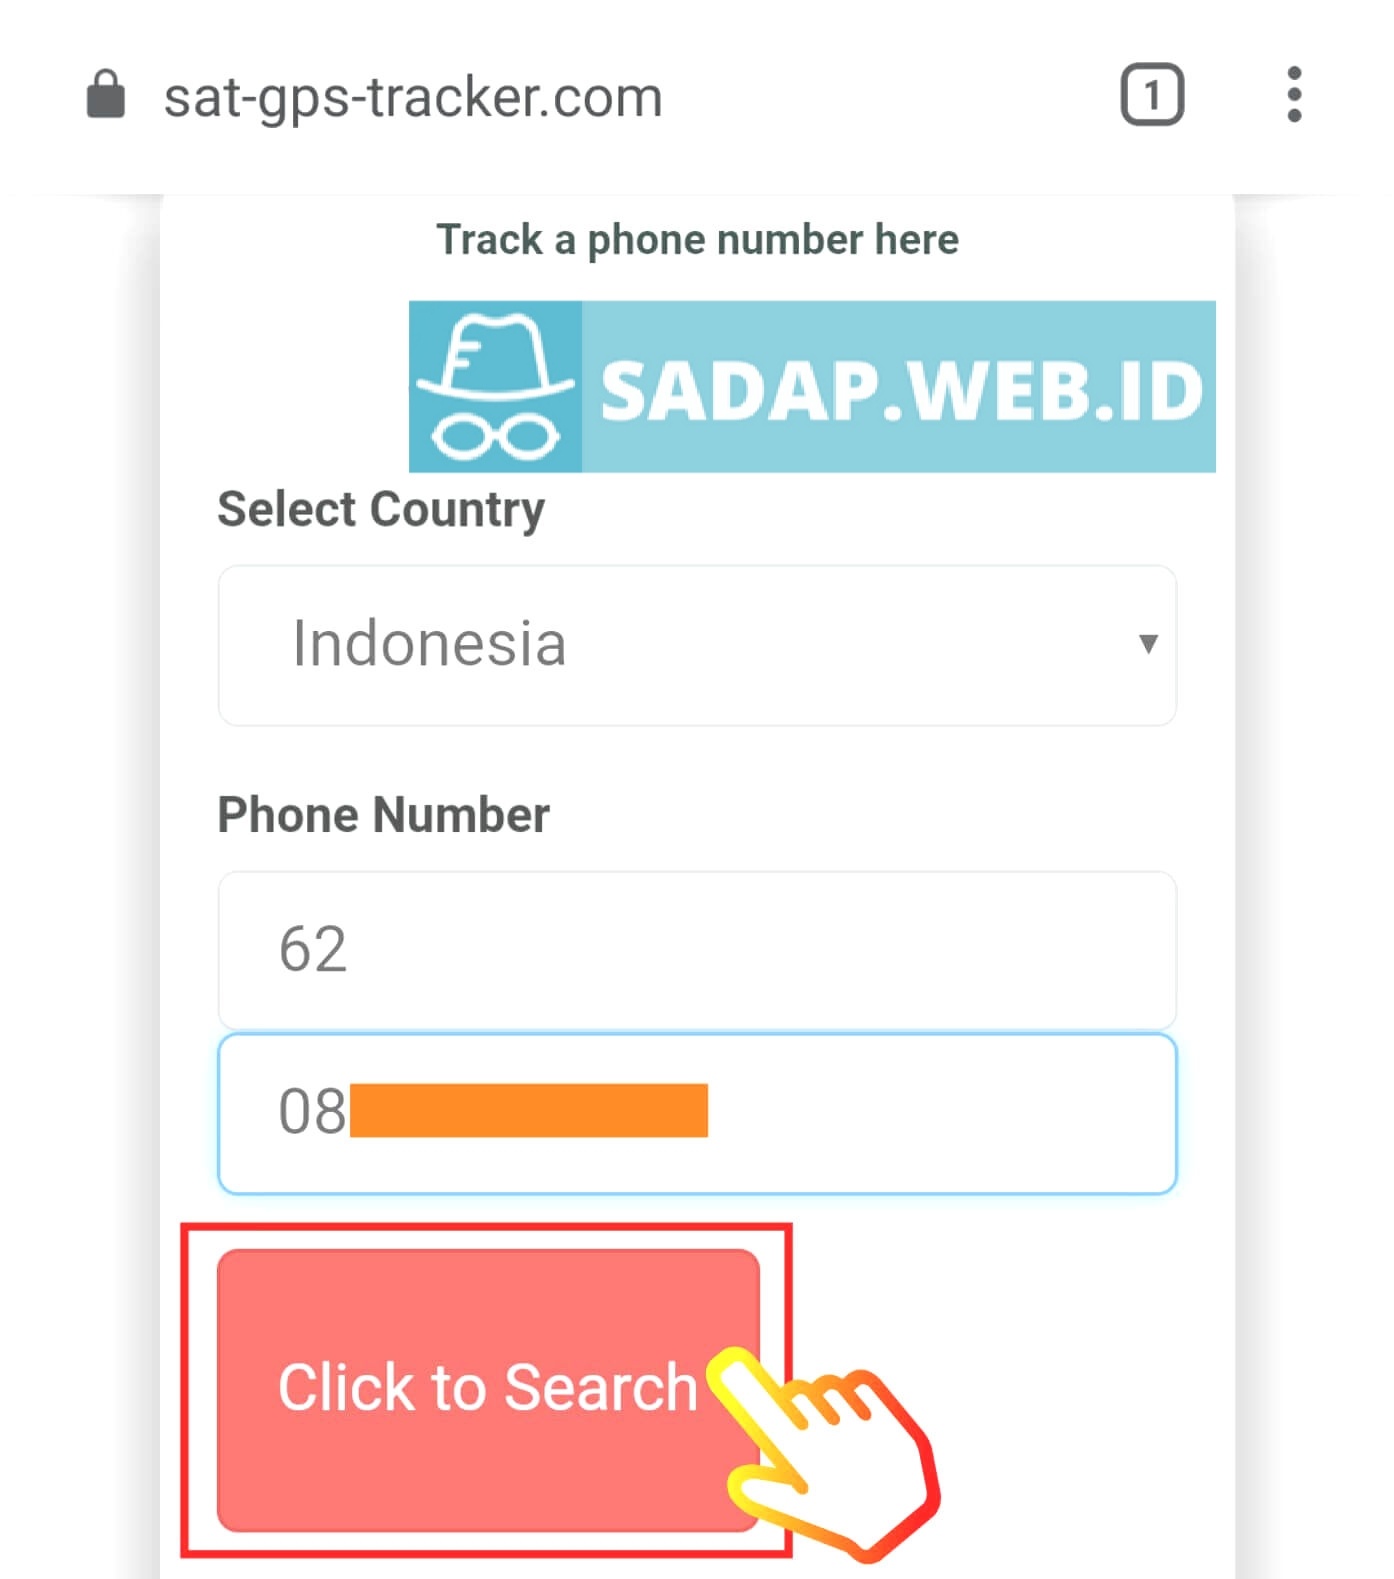 sat-gps-tracker.com
1
Track a phone number here
SADAP.WEB.ID
Select Country
Indonesia
Phone Number
62
08
Click to Search